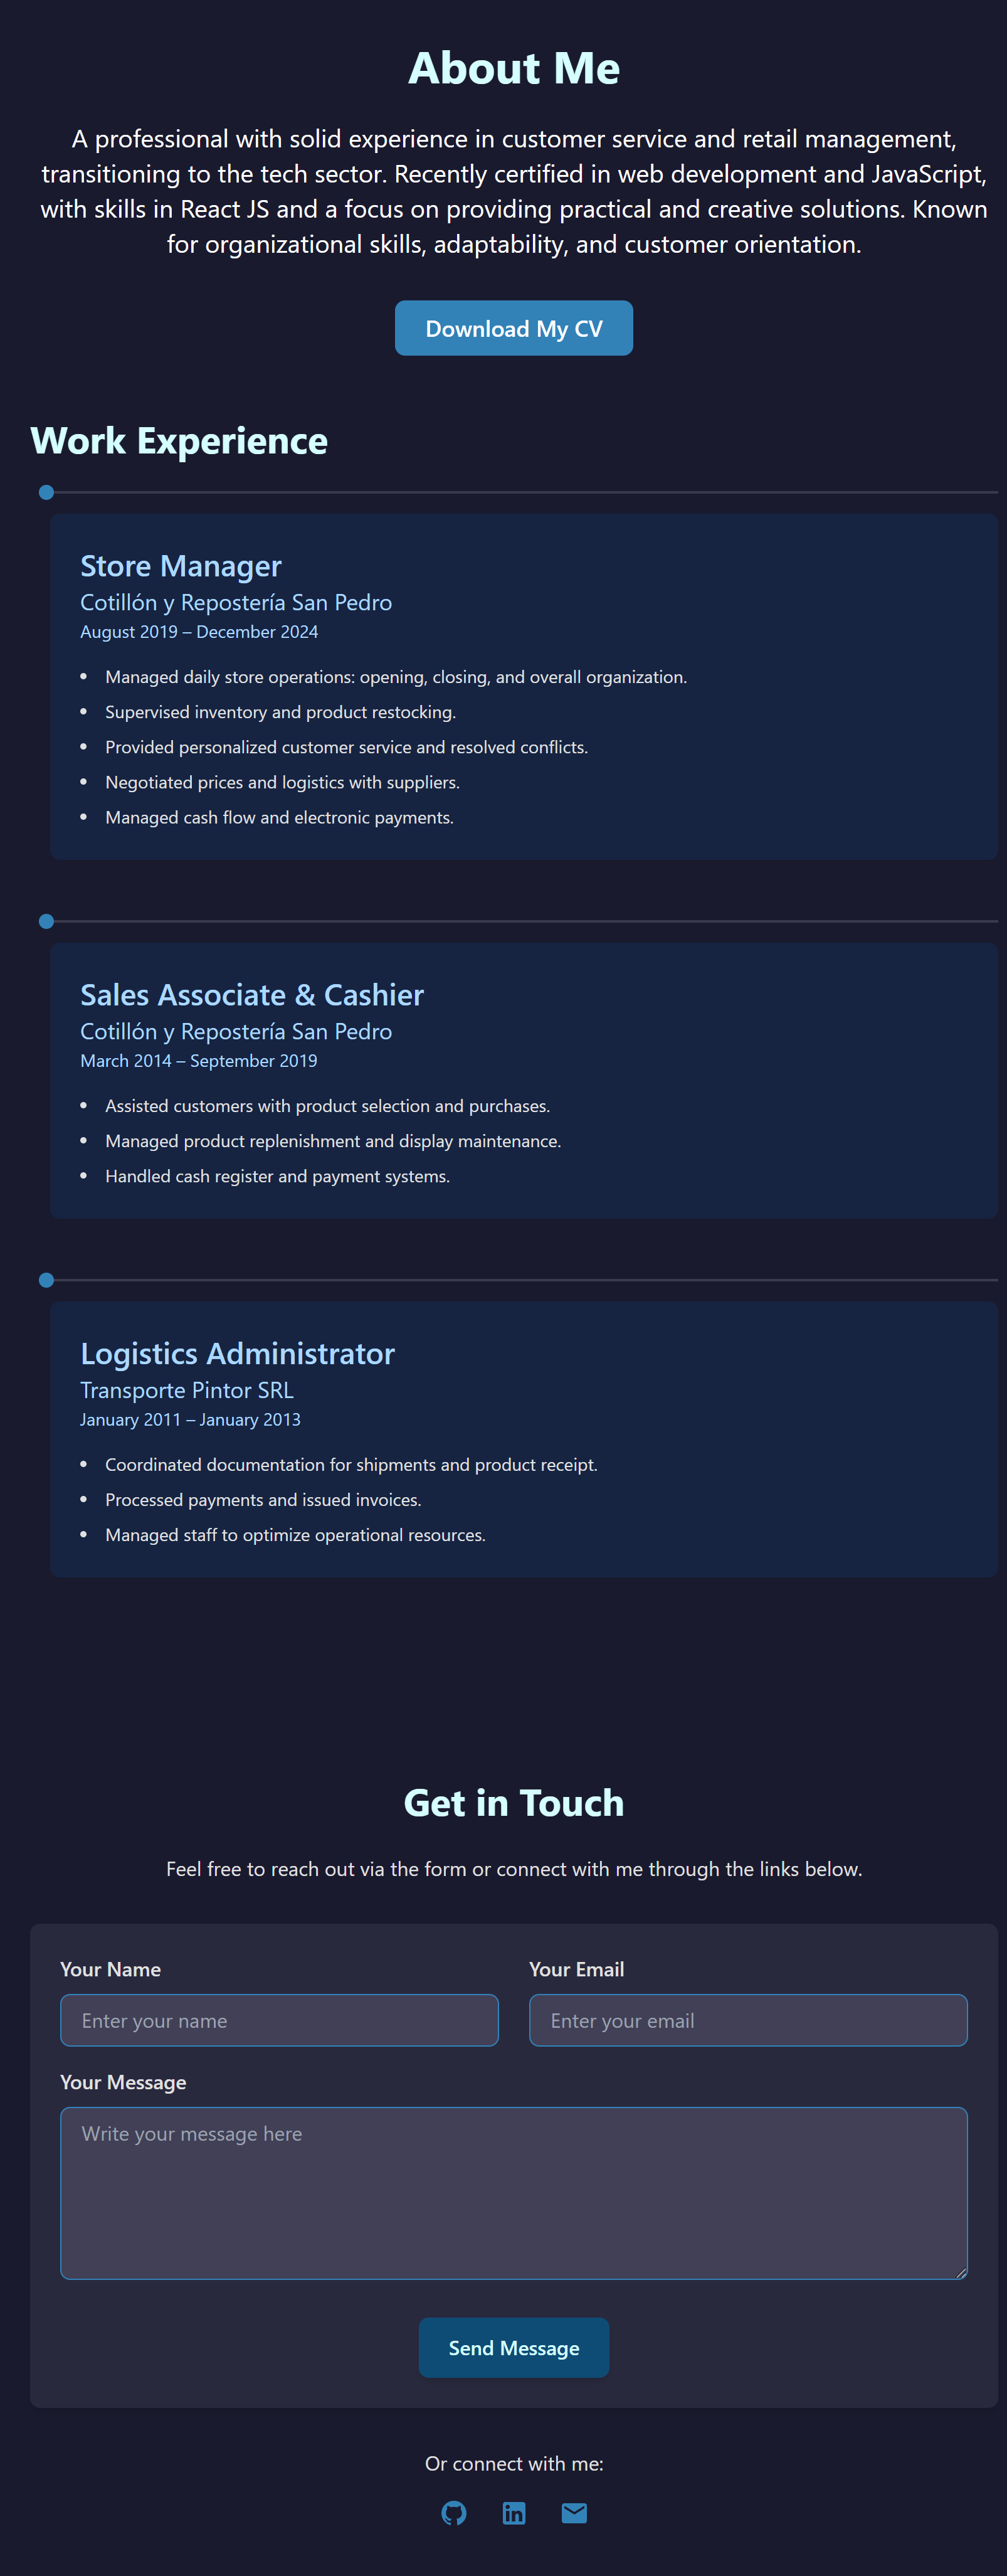 About Me
A professional with solid experience in customer service and retail management,
transitioning to the tech sector. Recently certified in web development and JavaScript,
with skills in React JS and a focus on providing practical and creative solutions. Known
for organizational skills, adaptability, and customer orientation.
Download My CV
Work Experience
Store Manager
Cotillón y Repostería San Pedro
August 2019 – December 2024
• Managed daily store operations: opening, closing, and overall organization.
• Supervised inventory and product restocking.
• Provided personalized customer service and resolved conflicts.
• Negotiated prices and logistics with suppliers.
• Managed cash flow and electronic payments.
Sales Associate & Cashier
Cotillón y Repostería San Pedro
March 2014 – September 2019
• Assisted customers with product selection and purchases.
• Managed product replenishment and display maintenance.
• Handled cash register and payment systems.
Logistics Administrator
Transporte Pintor SRL
January 2011 – January 2013
• Coordinated documentation for shipments and product receipt.
• Processed payments and issued invoices.
• Managed staff to optimize operational resources.
Get in Touch
Feel free to reach out via the form or connect with me through the links below.
Your Name
Enter your name
Your Email
Enter your email
Your Message
Write your message here
Send Message
Or connect with me: